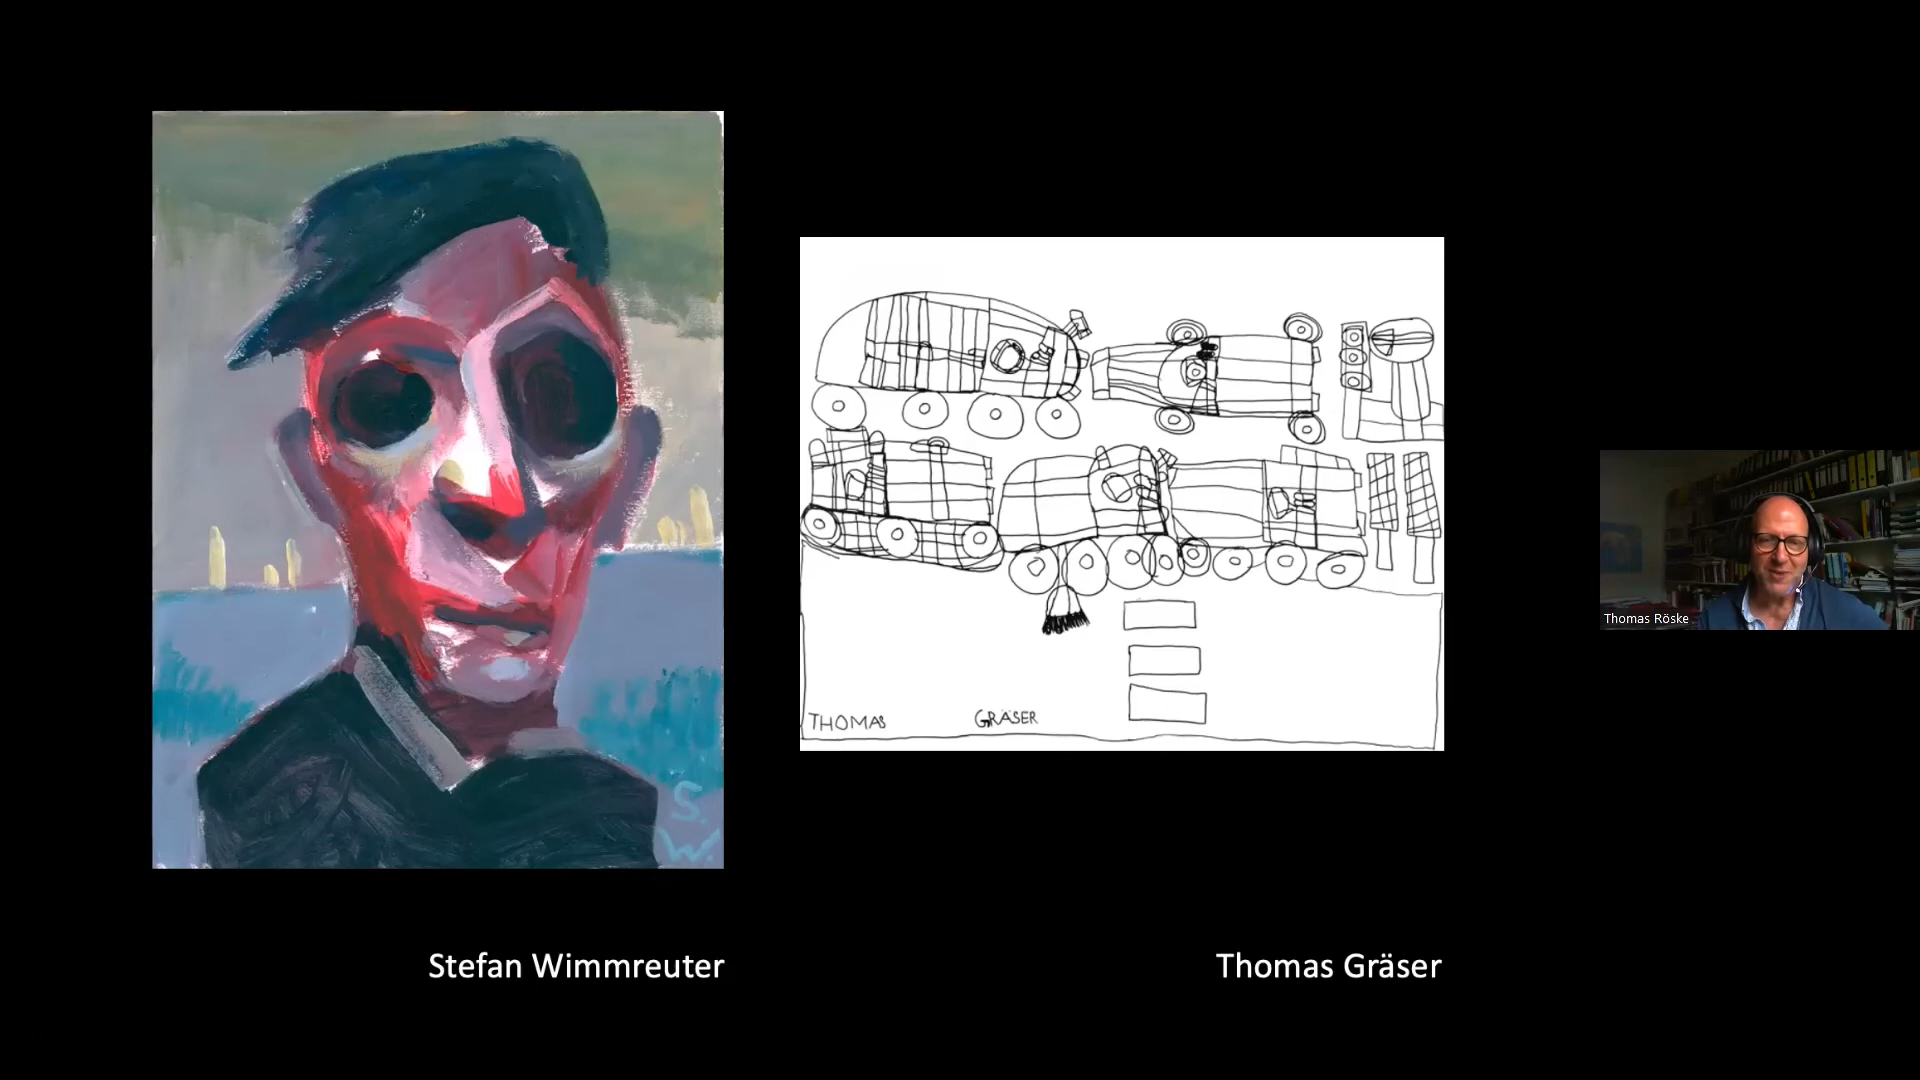 S.
W.
THOMAS GRÄSER
Thomas Röske
Stefan Wimmreuter
Thomas Gräser